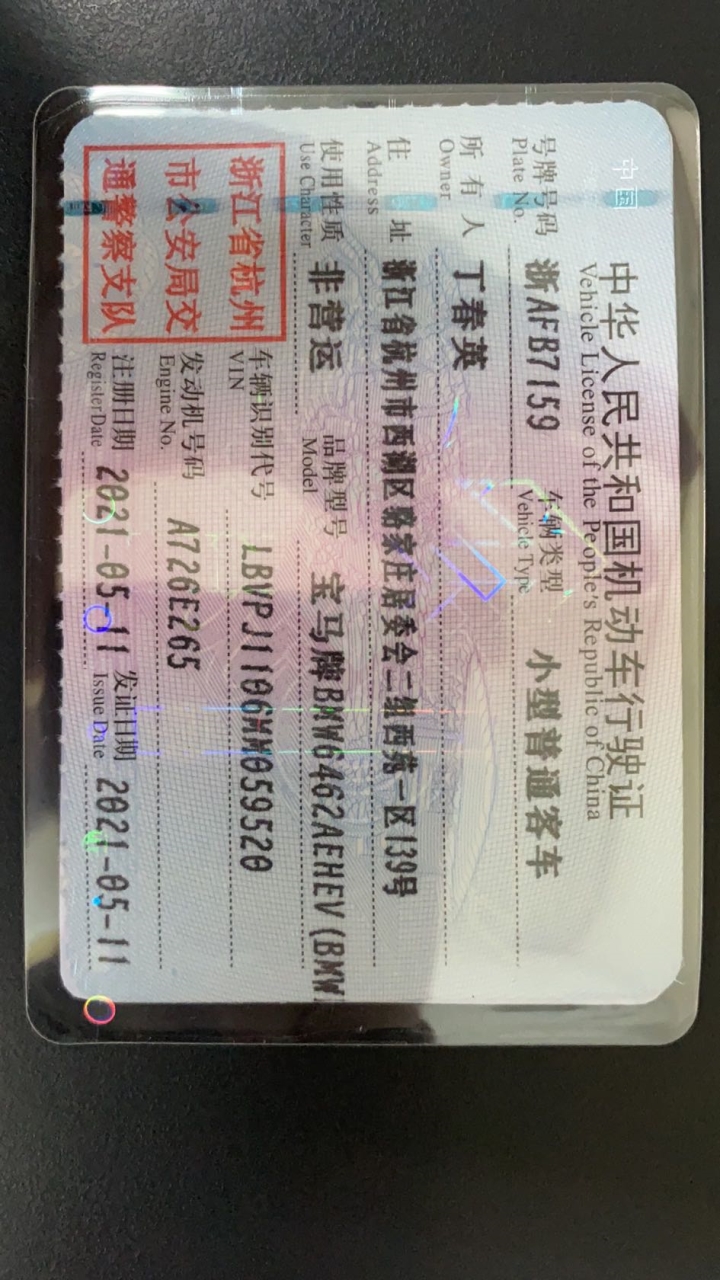 中国
中华人民共和国机动车行驶证
Vehicle License of the People's Republic of China
号牌号码 浙AFB7159 车辆类型 小型普通客车
Plate No. Vehicle Type
所有人 丁春英
Owner
住址 浙江省杭州市西湖区骆家庄居委会二组西苑一区139号
Address
使用性质 非营运 品牌型号 宝马牌BMW6462AEHEV(BMW
Use Character Model
浙江省杭州
市公安局交
通警察支队
车辆识别代号 LBVPJ1106MM059520
VIN
发动机号码 A726E265
Engine No.
注册日期 2021-05-11 发证日期 2021-05-11
Register Date Issue Date